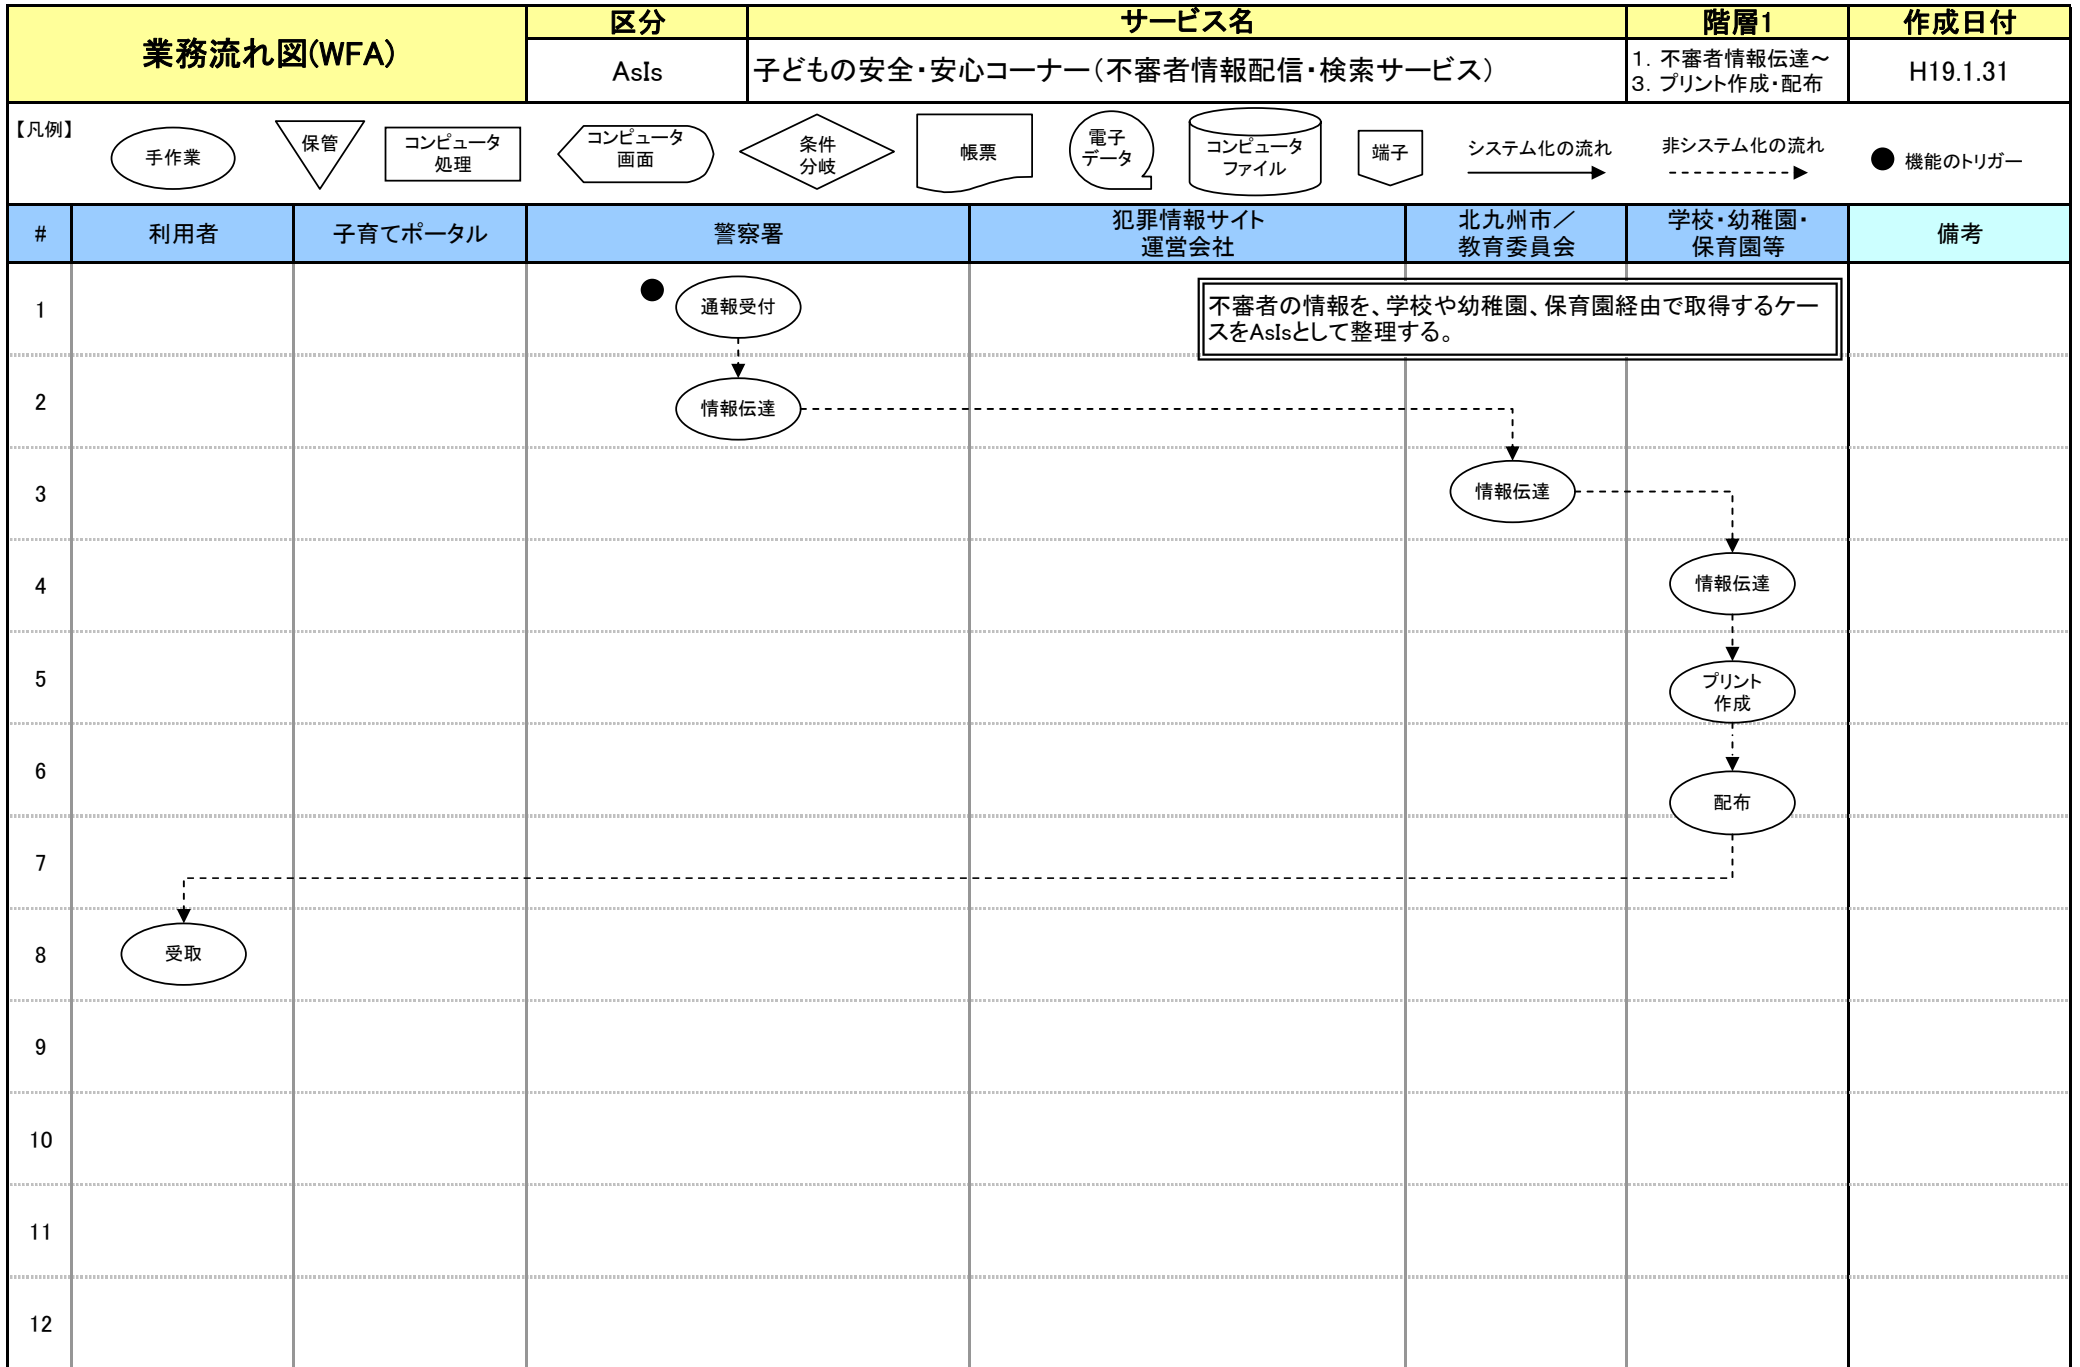 業務流れ図(WFA)
区分
サービス名
階層1
作成日付
AsIs
子どもの安全・安心コーナー（不審者情報配信・検索サービス）
1．不審者情報伝達～
3．プリント作成・配布
H19.1.31
【凡例】
手作業
保管
コンピュータ
処理
コンピュータ
画面
条件
分岐
帳票
電子
データ
コンピュータ
ファイル
端子
システム化の流れ
非システム化の流れ
機能のトリガー
#
利用者
子育てポータル
警察署
犯罪情報サイト
運営会社
北九州市／
教育委員会
学校・幼稚園・
保育園等
備考
1
通報受付
不審者の情報を、学校や幼稚園、保育園経由で取得するケー
スをAsIsとして整理する。
2
情報伝達
3
情報伝達
4
情報伝達
5
プリント
作成
6
配布
7
8
受取
9
10
11
12